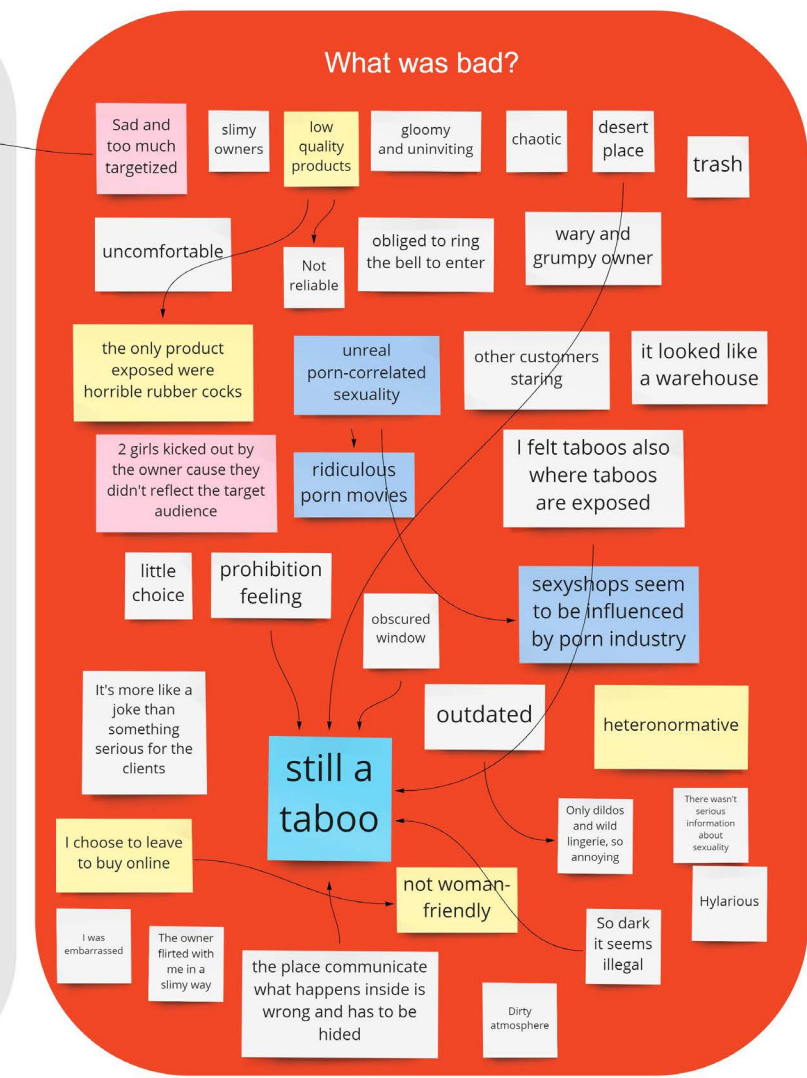 What was bad?
Sad and
too much
targetized
slimy
owners
low
quality
products
gloomy
and uninviting
chaotic
desert
place
trash
uncomfortable
Not
reliable
obliged to ring
the bell to enter
wary and
grumpy owner
the only product
exposed were
horrible rubber cocks
unreal
porn-correlated
sexuality
other customers
staring
it looked like
a warehouse
2 girls kicked out by
the owner cause they
didn't reflect the target
audience
ridiculous
porn movies
I felt taboos also
where taboos
are exposed
little
choice
prohibition
feeling
obscured
window
sexyshops seem
to be influenced
by porn industry
It's more like a
joke than
something
serious for the
clients
still a
taboo
outdated
heteronormative
Only dildos
and wild
lingerie, so
annoying
There wasn't
serious
information
about
sexuality
I choose to leave
to buy online
not woman-
friendly
Hylarious
I was
embarrassed
The owner
flirted with
me in a
slimy way
the place communicate
what happens inside is
wrong and has to be
hided
So dark
it seems
illegal
Dirty
atmosphere